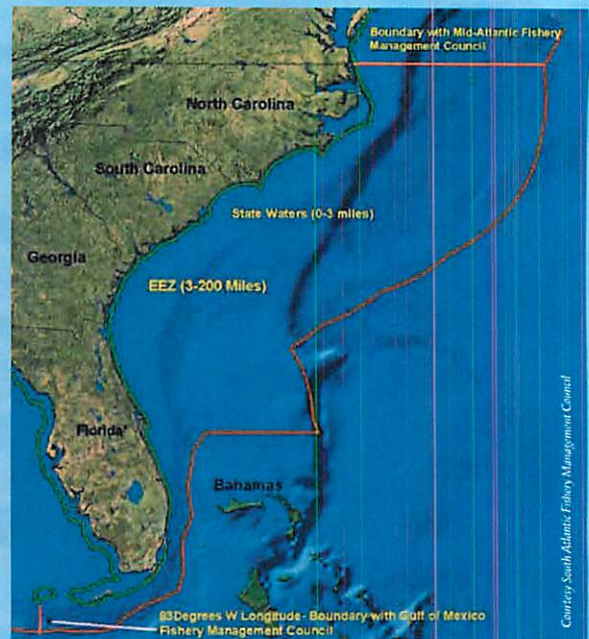 Boundary with Mid-Atlantic Fishery
Management Council
North Carolina
South Carolina
State Waters (0-3 miles)
Georgia
EEZ (3-200 Miles)
Florida
Bahamas
83Degrees W Longitude- Boundary with Gulf of Mexico
Fishery Management Council
Courtesy South Atlantic Fishery Management Council